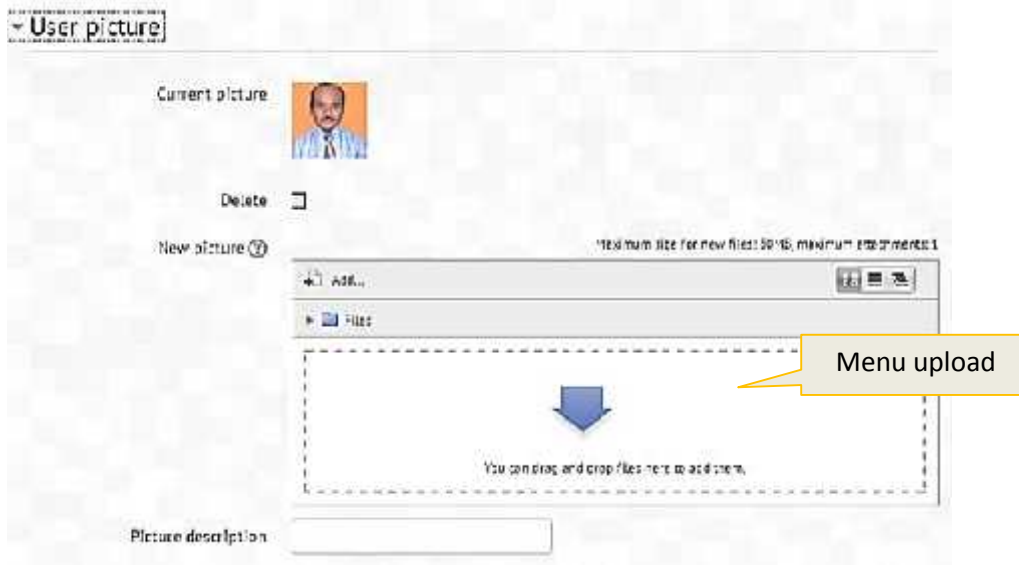 User picture
Current picture
Delete
New picture
Maximum size for new files: 50MB, maximum attachments: 1
Add...
Files
Menu upload
You can drag and drop files here to add them.
Picture description